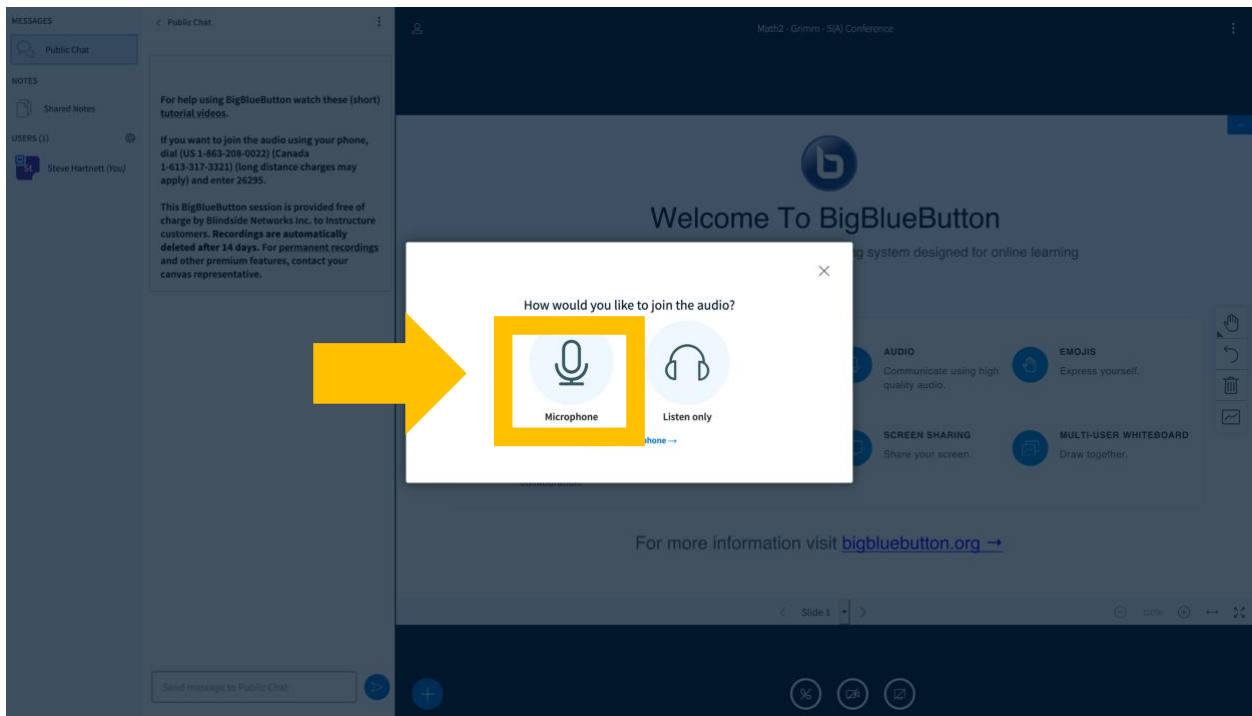 MESSAGES
Public Chat
NOTES
Shared Notes
USERS (1)
St
Steve Hartnett (You)
Public Chat
For help using BigBlueButton watch these (short)
tutorial videos.
If you want to join the audio using your phone,
dial (US 1-863-208-0022) (Canada
1-613-317-3321) (long distance charges may
apply) and enter 26295.
This BigBlueButton session is provided free of
charge by Blindside Networks Inc. to Instructure
customers. Recordings are automatically
deleted after 14 days. For permanent recordings
and other premium features, contact your
canvas representative.
Send message to Public Chat
Math2 - Grimm - 5(A) Conference
b
Welcome To BigBlueButton
system designed for online learning
How would you like to join the audio?
Microphone
Listen only
AUDIO
Communicate using high
quality audio.
EMOJIS
Express yourself.
SCREEN SHARING
Share your screen.
MULTI-USER WHITEBOARD
Draw together.
For more information visit bigbluebutton.org →
Slide 1
100%